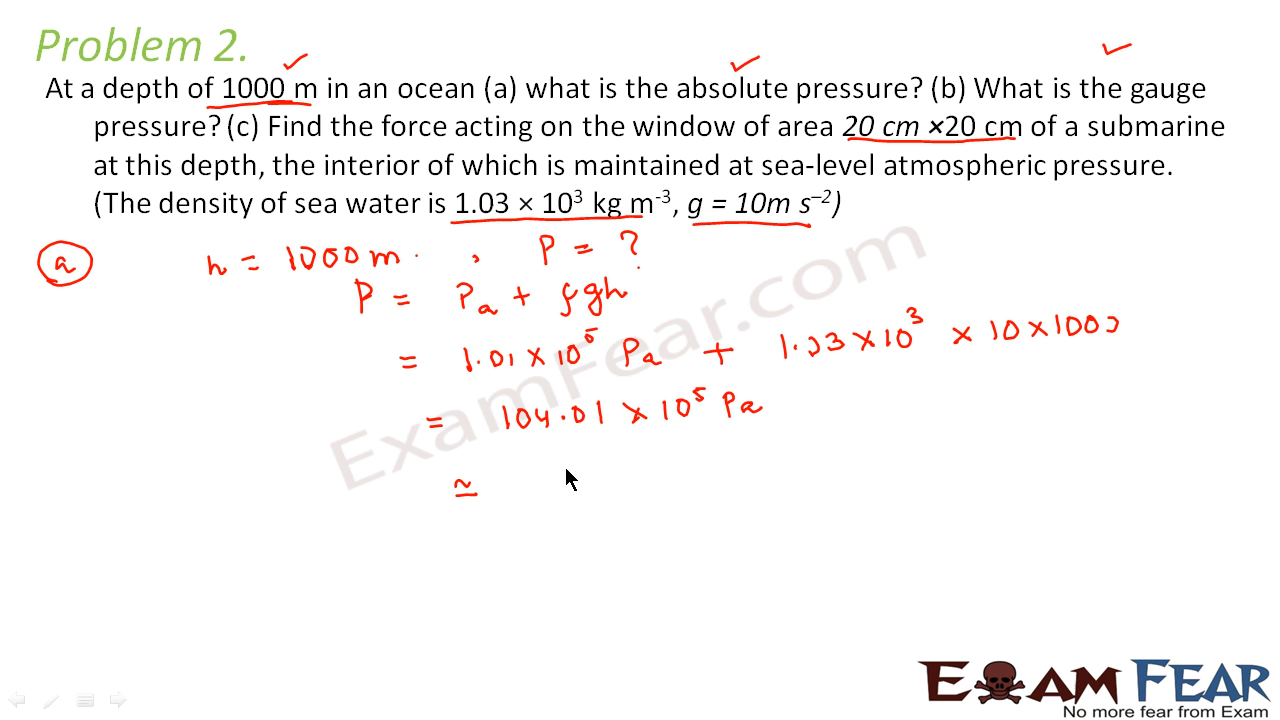 Problem 2.
At a depth of 1000 m in an ocean (a) what is the absolute pressure? (b) What is the gauge
pressure? (c) Find the force acting on the window of area 20 cm ×20 cm of a submarine
at this depth, the interior of which is maintained at sea-level atmospheric pressure.
(The density of sea water is 1.03 × 10³ kg m⁻³, g = 10m s⁻²)
a h = 1000 m. , P = ?
P = Pa + ρgh
= 1.01 × 10⁵ Pa + 1.03 × 10³ × 10 × 1000
= 104.01 × 10⁵ Pa
≃
ExamFear.com
EXAM FEAR
No more fear from Exam